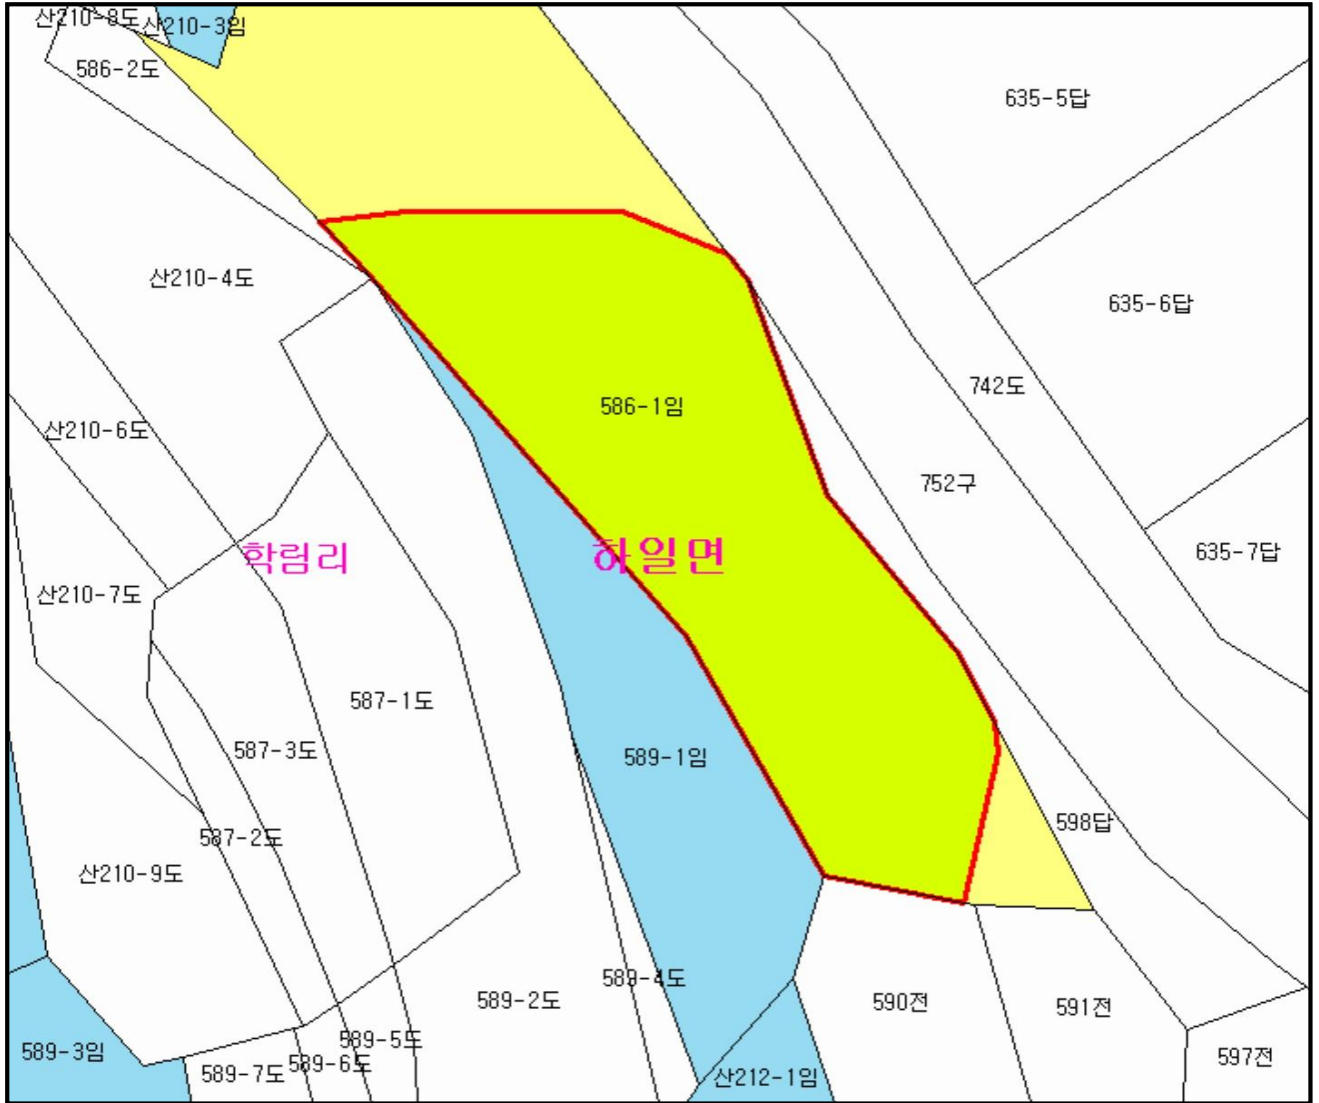 산210-8도
산210-3임
586-2도
635-5답
산210-4도
635-6답
742도
586-1임
산210-6도
752구
학림리
하일면
635-7답
산210-7도
587-1도
587-3도
589-1임
598답
587-2도
산210-9도
589-4도
589-2도
590전
591전
589-5도
589-3임
589-6도
597전
589-7도
산212-1임